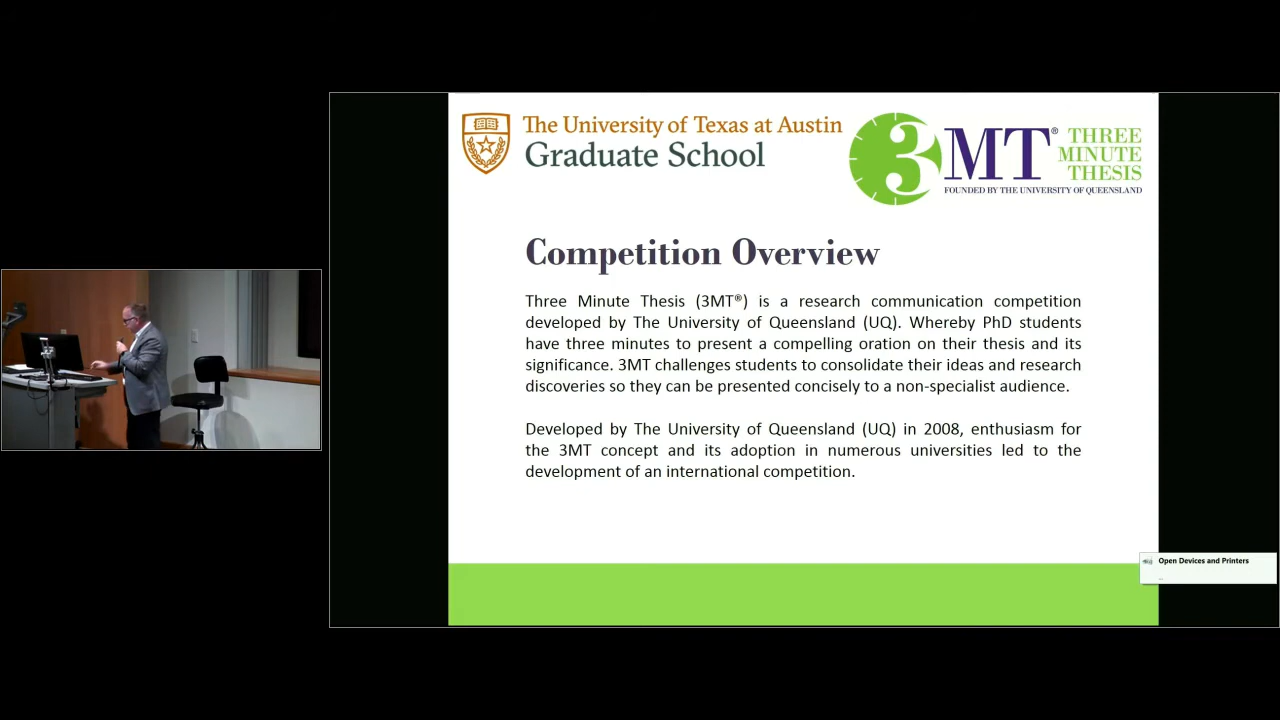 The University of Texas at Austin
Graduate School
3MT® THREE
MINUTE
THESIS
FOUNDED BY THE UNIVERSITY OF QUEENSLAND
Competition Overview
Three Minute Thesis (3MT®) is a research communication competition
developed by The University of Queensland (UQ). Whereby PhD students
have three minutes to present a compelling oration on their thesis and its
significance. 3MT challenges students to consolidate their ideas and research
discoveries so they can be presented concisely to a non-specialist audience.
Developed by The University of Queensland (UQ) in 2008, enthusiasm for
the 3MT concept and its adoption in numerous universities led to the
development of an international competition.
Open Devices and Printers